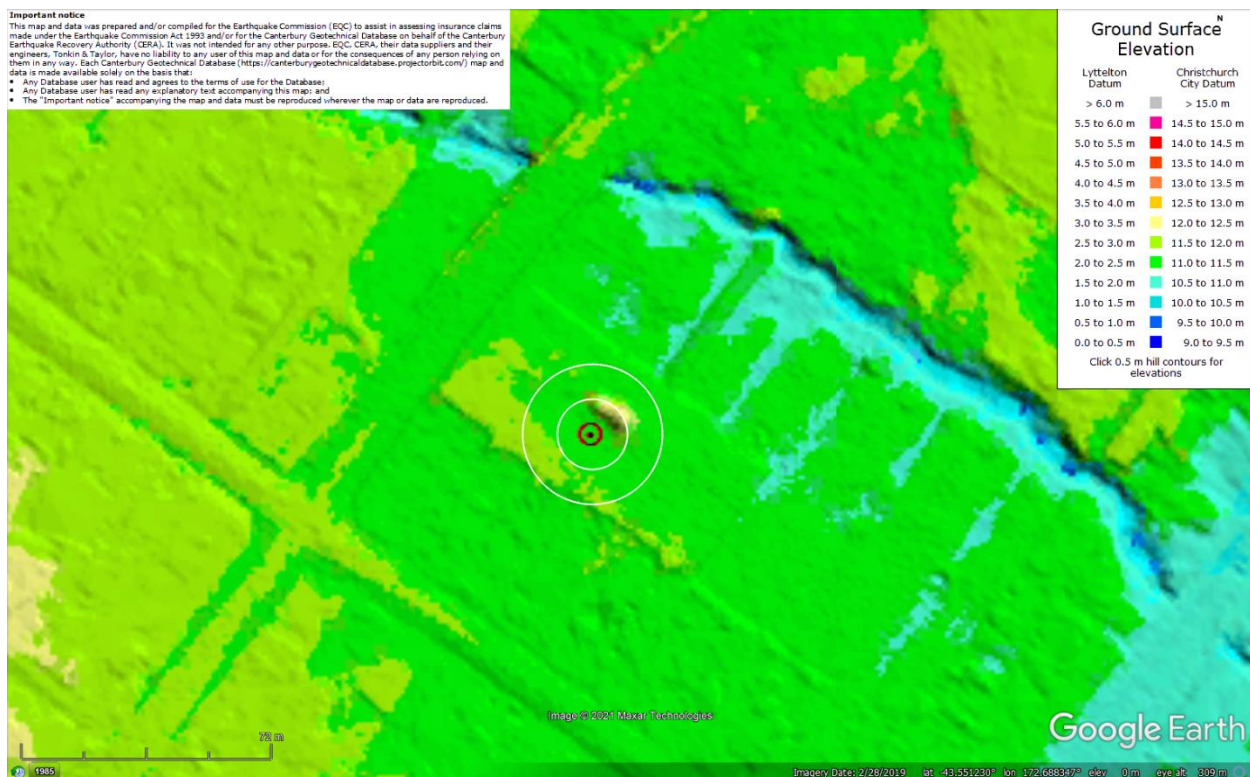 Important notice
This map and data was prepared and/or compiled for the Earthquake Commission (EQC) to assist in assessing insurance claims
made under the Earthquake Commission Act 1993 and/or for the Canterbury Geotechnical Database on behalf of the Canterbury
Earthquake Recovery Authority (CERA). It was not intended for any other purpose. EQC, CERA, their data suppliers and their
engineers, Tonkin & Taylor, have no liability to any user of this map and data or for the consequences of any person relying on
them in any way. Each Canterbury Geotechnical Database (https://canterburygeotechnicaldatabase.projectorbit.com/) map and
data is made available solely on the basis that:
• Any Database user has read and agrees to the terms of use for the Database;
• Any Database user has read any explanatory text accompanying this map; and
• The "Important notice" accompanying the map and data must be reproduced wherever the map or data are reproduced.
N
Ground Surface
Elevation
Lyttelton Datum Christchurch City Datum
> 6.0 m > 15.0 m
5.5 to 6.0 m 14.5 to 15.0 m
5.0 to 5.5 m 14.0 to 14.5 m
4.5 to 5.0 m 13.5 to 14.0 m
4.0 to 4.5 m 13.0 to 13.5 m
3.5 to 4.0 m 12.5 to 13.0 m
3.0 to 3.5 m 12.0 to 12.5 m
2.5 to 3.0 m 11.5 to 12.0 m
2.0 to 2.5 m 11.0 to 11.5 m
1.5 to 2.0 m 10.5 to 11.0 m
1.0 to 1.5 m 10.0 to 10.5 m
0.5 to 1.0 m 9.5 to 10.0 m
0.0 to 0.5 m 9.0 to 9.5 m
Click 0.5 m hill contours for
elevations
Image © 2021 Maxar Technologies
Google Earth
72 m
1985
Imagery Date: 2/28/2019 lat -43.551230° lon 172.688347° elev 0 m eye alt 309 m